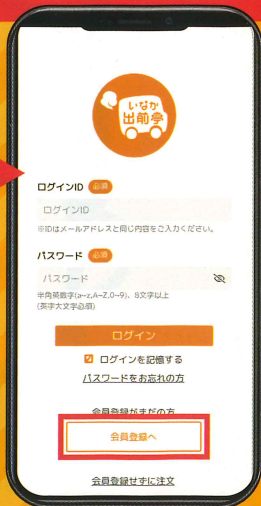 いなか
出前亭
ログインID 必須
ログインID
※IDはメールアドレスと同じ内容をご入力ください。
パスワード 必須
パスワード
半角英数字(a~z,A~Z,0~9)、8文字以上
(英字大文字必須)
ログイン
ログインを記憶する
パスワードをお忘れの方
会員登録がまだの方
会員登録へ
会員登録せずに注文